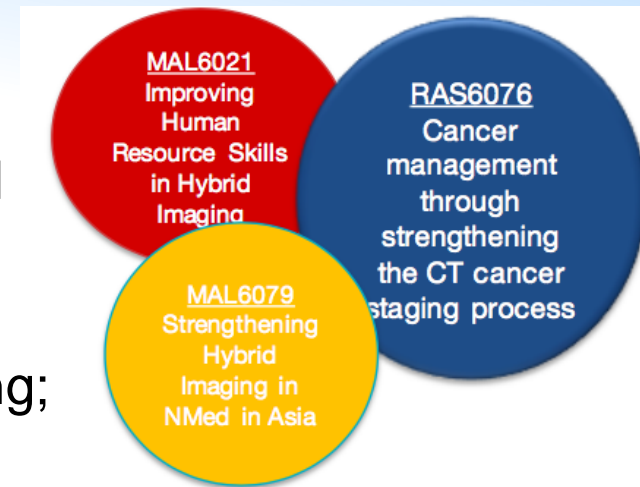 MAL6021
Improving
Human
Resource Skills
in Hybrid
Imaging
RAS6076
Cancer
management
through
strengthening
the CT cancer
staging process
MAL6079
Strengthening
Hybrid
Imaging in
NMed in Asia
ng;